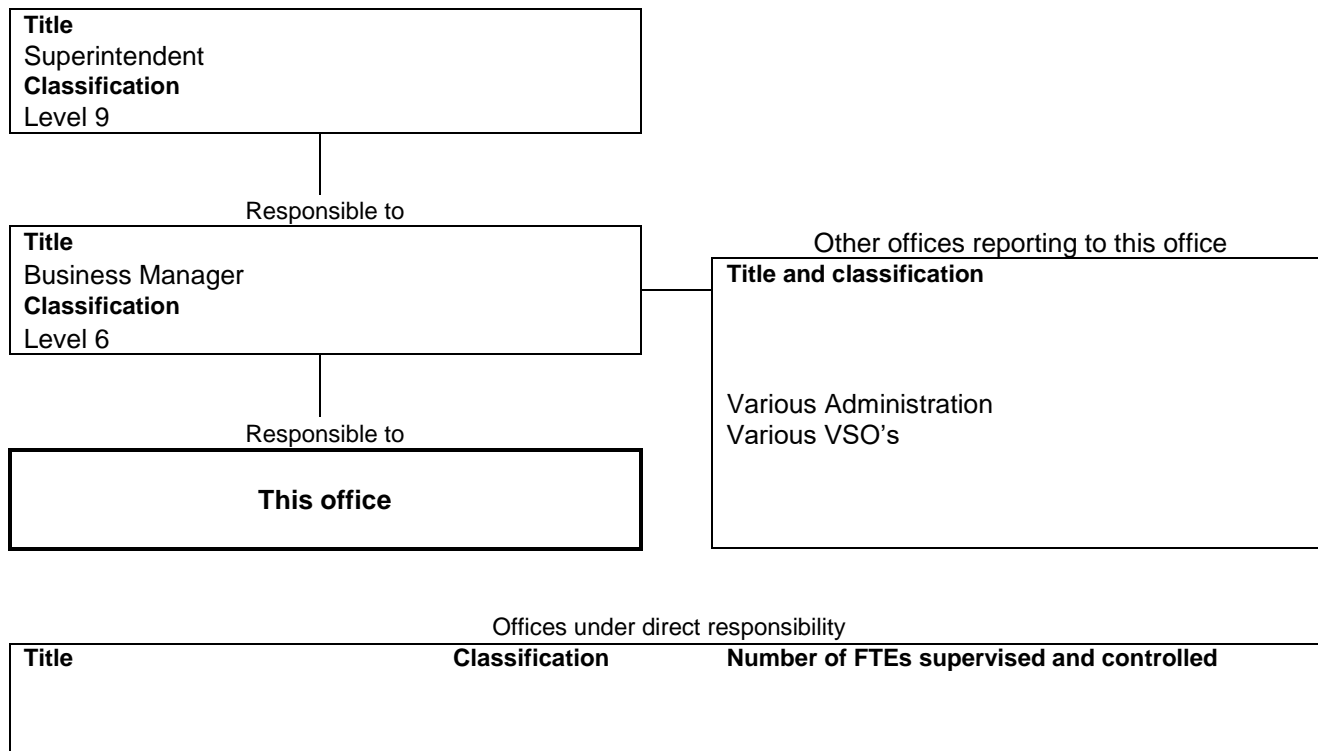 Title
Superintendent
Classification
Level 9
Responsible to
Title
Business Manager
Classification
Level 6
Other offices reporting to this office
Title and classification
Various Administration
Various VSO's
Responsible to
This office
Offices under direct responsibility
Title Classification Number of FTEs supervised and controlled